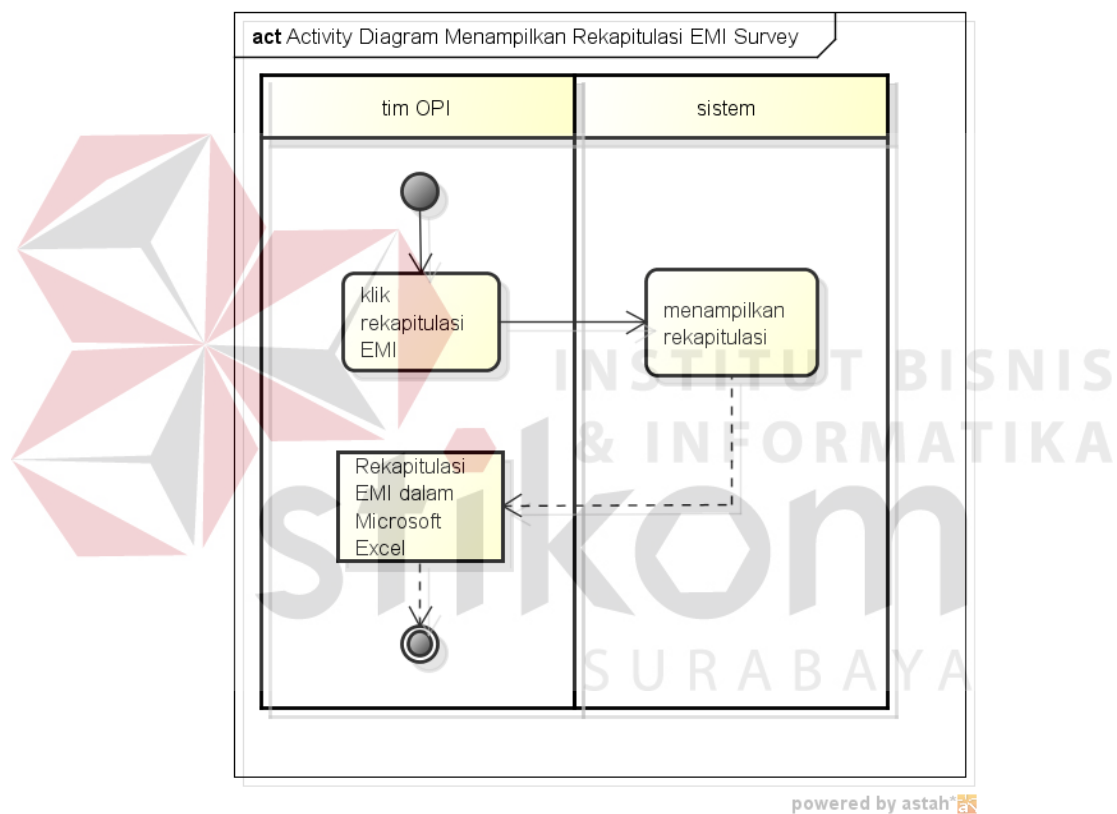 act Activity Diagram Menampilkan Rekapitulasi EMI Survey
tim OPI
sistem
klik
rekapitulasi
EMI
menampilkan
rekapitulasi
Rekapitulasi
EMI dalam
Microsoft
Excel
INSTITUT BISNIS
& INFORMATIKA
stikom
SURABAYA
powered by astah*